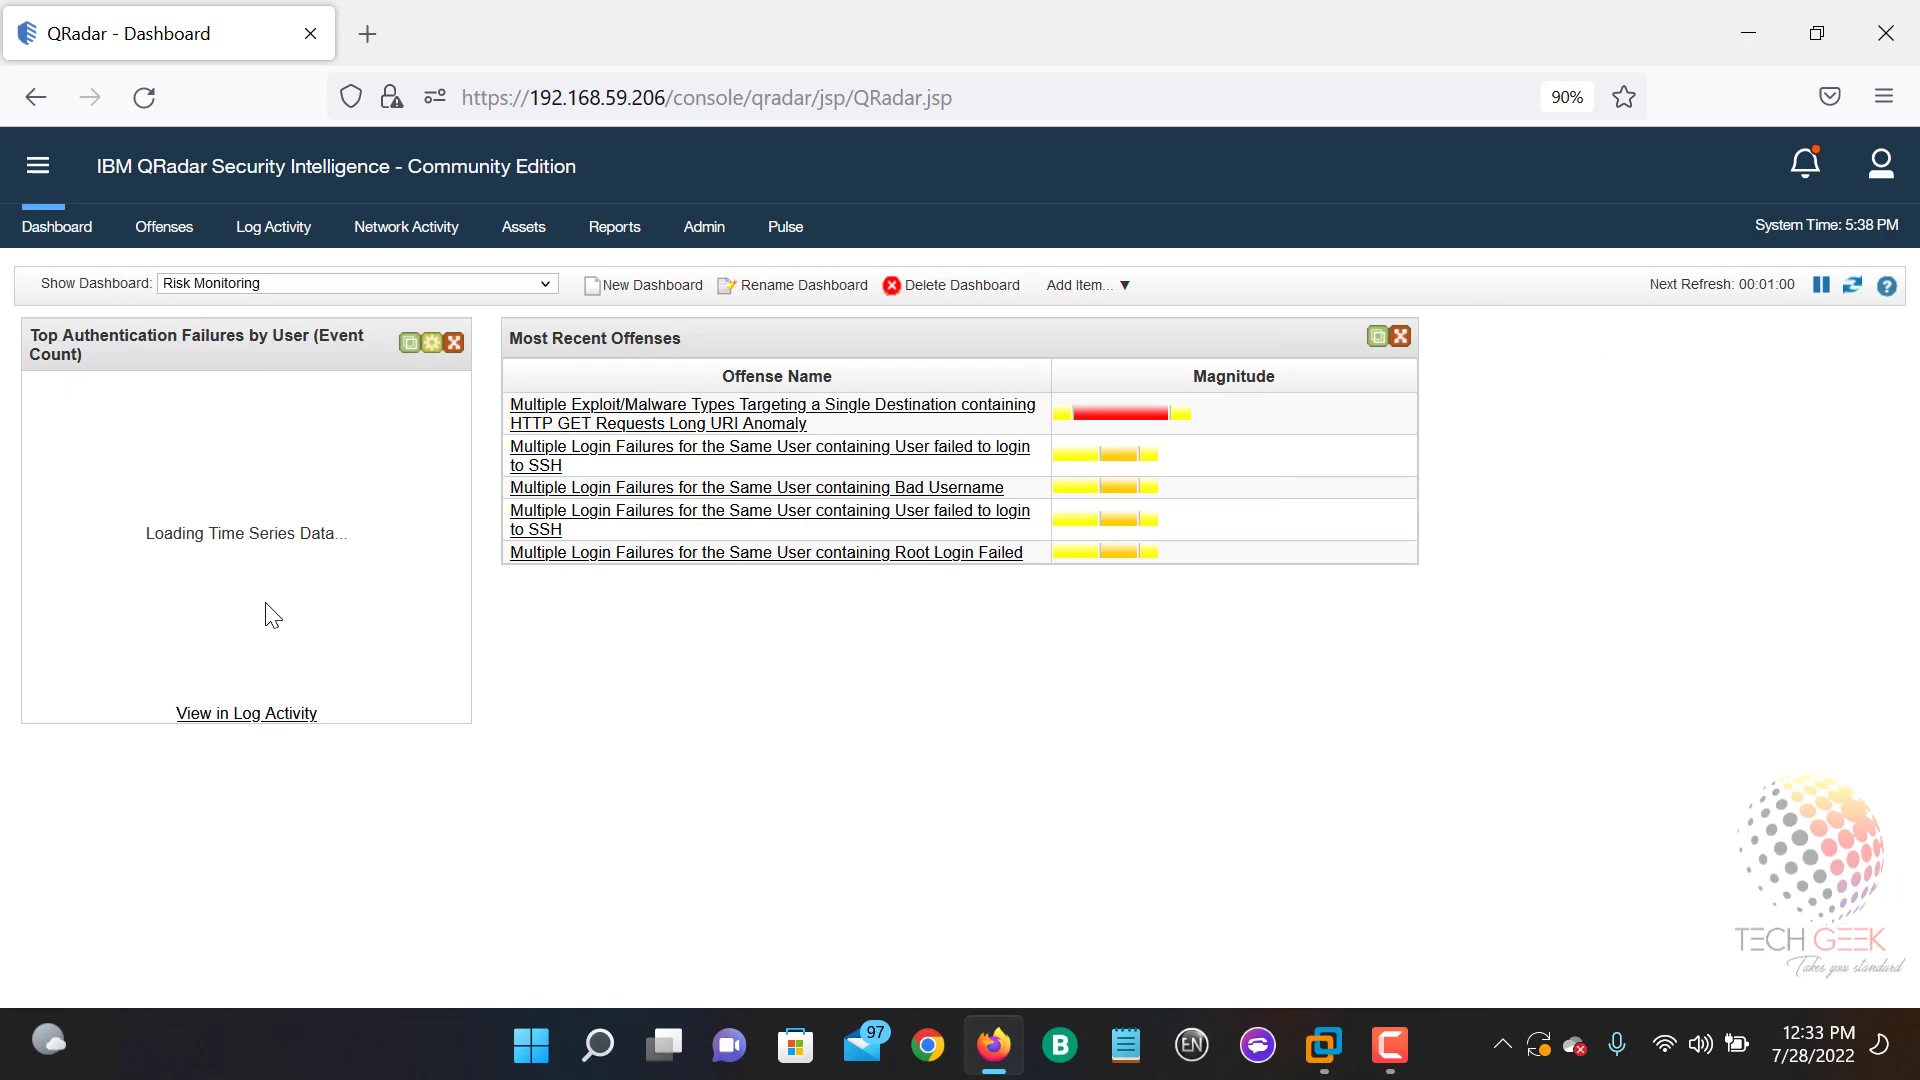 QRadar - Dashboard
https://192.168.59.206/console/qradar/jsp/QRadar.jsp
90%
IBM QRadar Security Intelligence - Community Edition
Dashboard
Offenses
Log Activity
Network Activity
Assets
Reports
Admin
Pulse
System Time: 5:38 PM
Show Dashboard:
Risk Monitoring
New Dashboard
Rename Dashboard
Delete Dashboard
Add Item... ▼
Next Refresh: 00:01:00
Top Authentication Failures by User (Event
Count)
Loading Time Series Data...
View in Log Activity
Most Recent Offenses
Offense Name
Magnitude
Multiple Exploit/Malware Types Targeting a Single Destination containing
HTTP GET Requests Long URI Anomaly
Multiple Login Failures for the Same User containing User failed to login
to SSH
Multiple Login Failures for the Same User containing Bad Username
Multiple Login Failures for the Same User containing User failed to login
to SSH
Multiple Login Failures for the Same User containing Root Login Failed
TECH GEEK
Takes you standard
97
B
EN
12:33 PM
7/28/2022